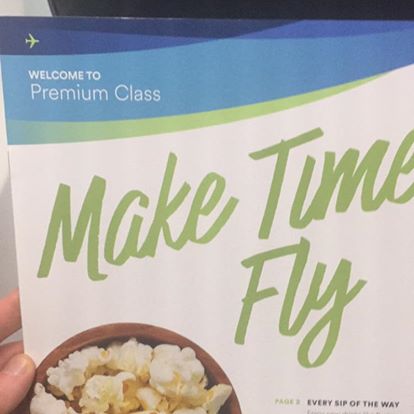 WELCOME TO
Premium Class
Make Time
Fly
PAGE 2 EVERY SIP OF THE WAY